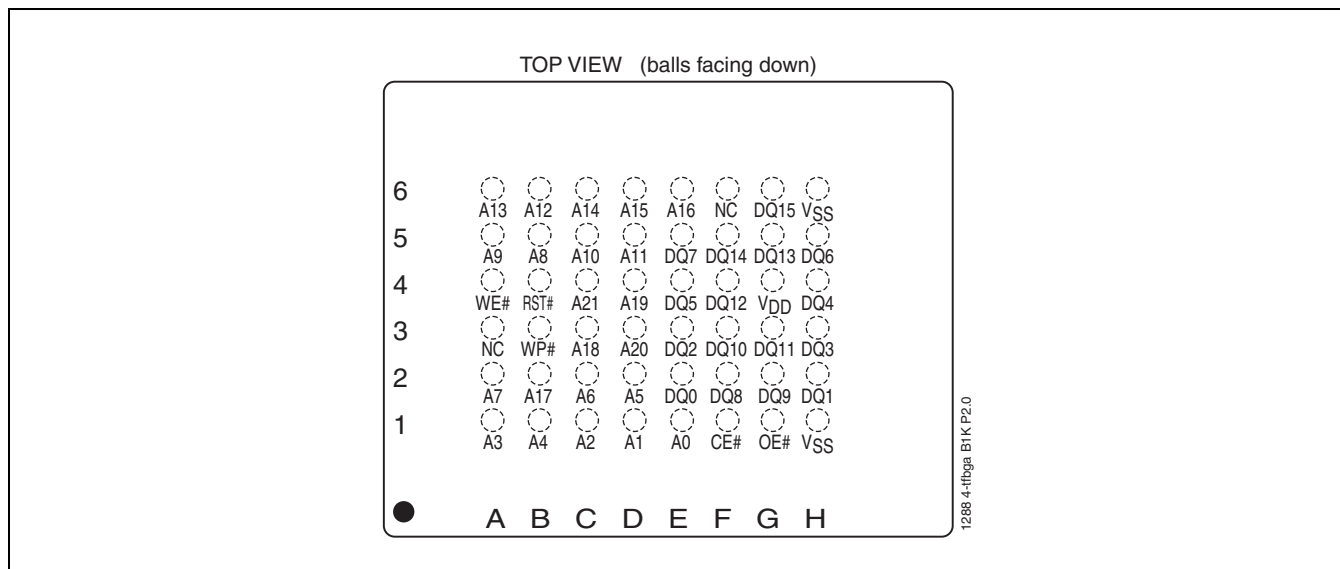 TOP VIEW (balls facing down)
6
A13 A12 A14 A15 A16 NC DQ15 VSS
5
A9 A8 A10 A11 DQ7 DQ14 DQ13 DQ6
4
WE# RST# A21 A19 DQ5 DQ12 VDD DQ4
3
NC WP# A18 A20 DQ2 DQ10 DQ11 DQ3
2
A7 A17 A6 A5 DQ0 DQ8 DQ9 DQ1
1
A3 A4 A2 A1 A0 CE# OE# VSS
A B C D E F G H
1288 4-tfbga B1K P2.0